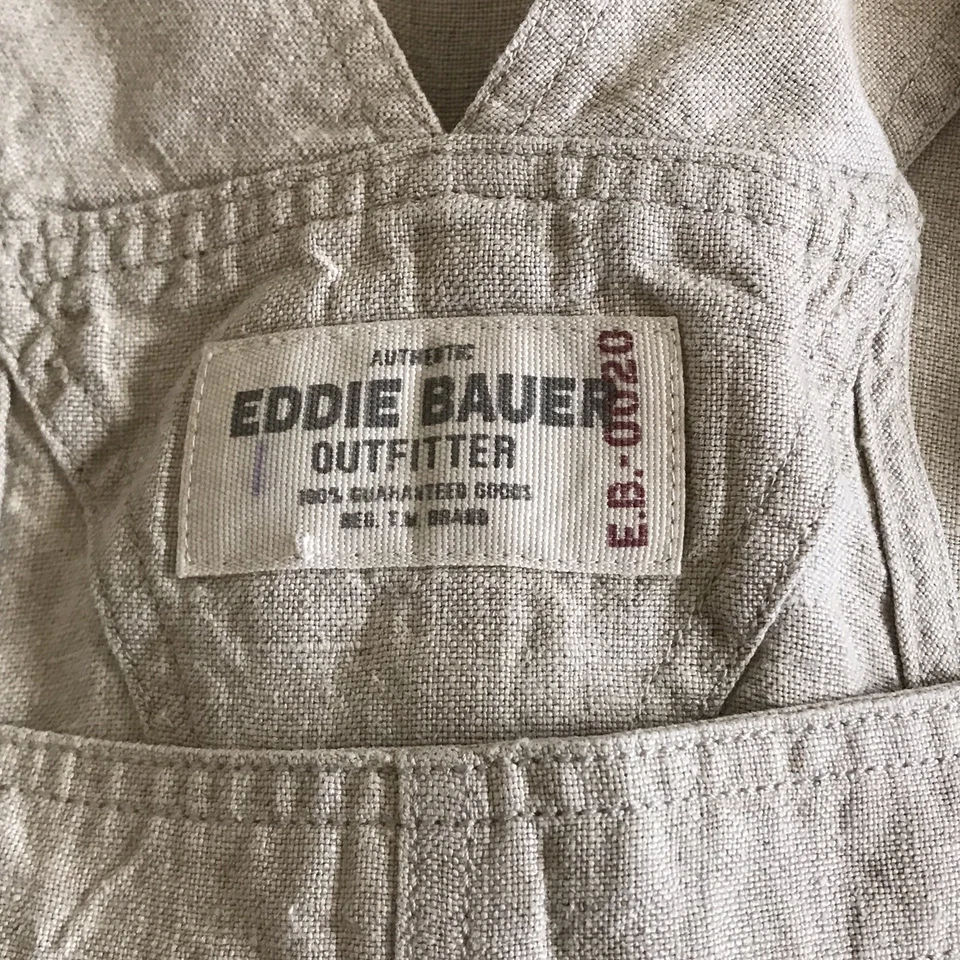 AUTHENTIC
EDDIE BAUER
OUTFITTER
100% GUARANTEED GOODS
REG. T.M. BRAND
E.B.-0020